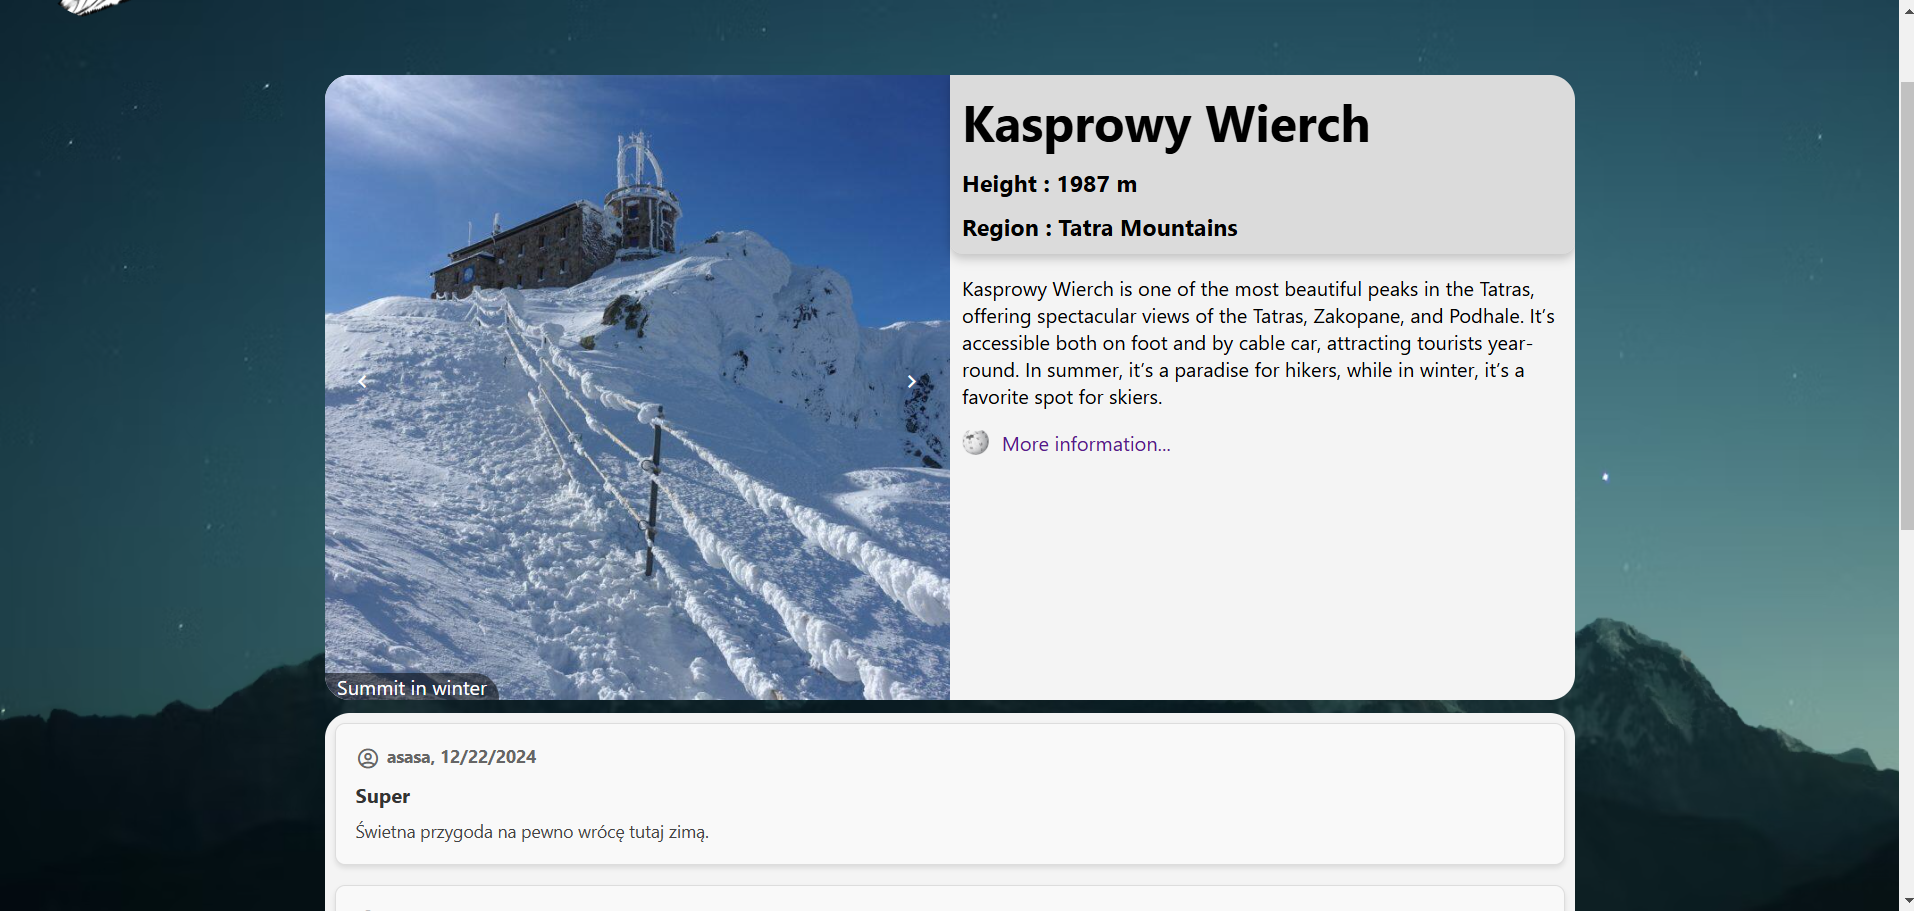 Kasprowy Wierch
Height : 1987 m
Region : Tatra Mountains
Kasprowy Wierch is one of the most beautiful peaks in the Tatras,
offering spectacular views of the Tatras, Zakopane, and Podhale. It’s
accessible both on foot and by cable car, attracting tourists year-
round. In summer, it’s a paradise for hikers, while in winter, it’s a
favorite spot for skiers.
More information...
Summit in winter
asasa, 12/22/2024
Super
Świetna przygoda na pewno wrócę tutaj zimą.